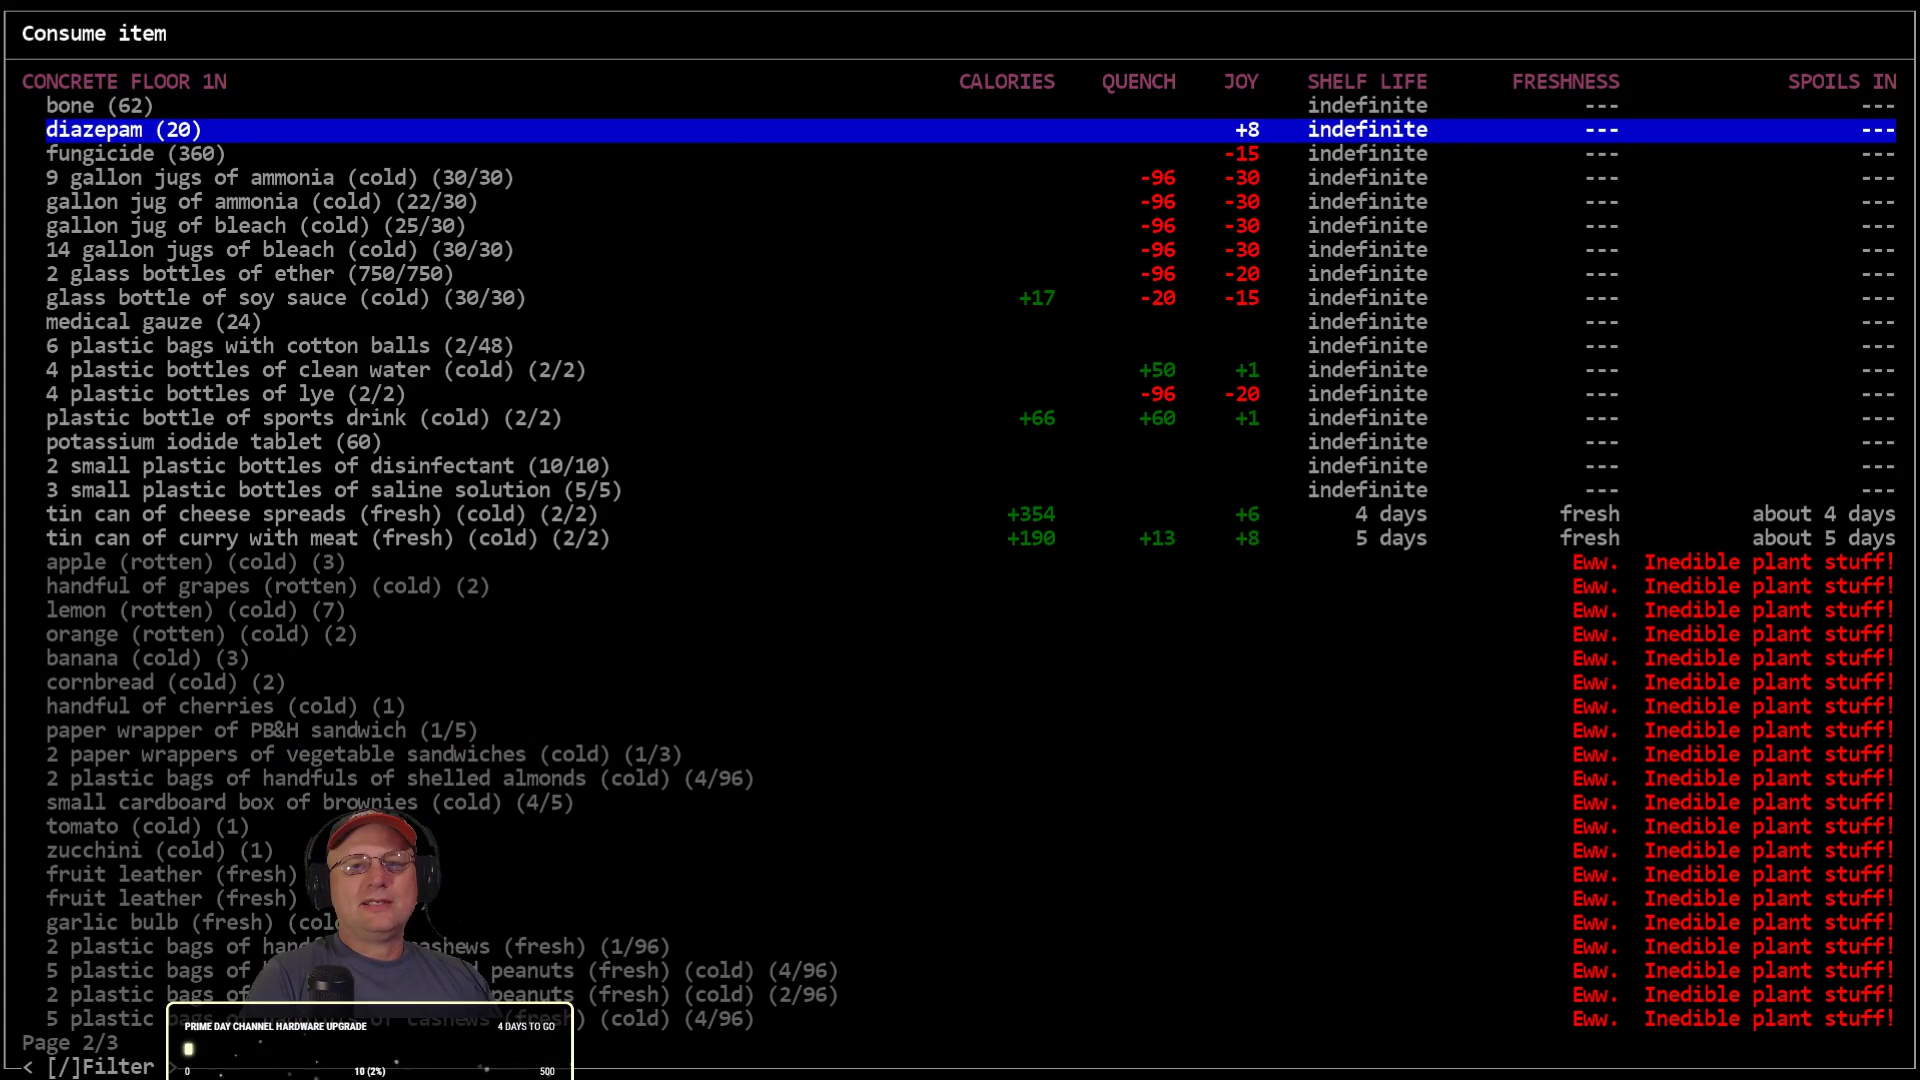 Consume item
CONCRETE FLOOR 1N CALORIES QUENCH JOY SHELF LIFE FRESHNESS SPOILS IN
bone (62) indefinite --- ---
diazepam (20) +8 indefinite --- ---
fungicide (360) -15 indefinite --- ---
9 gallon jugs of ammonia (cold) (30/30) -96 -30 indefinite --- ---
gallon jug of ammonia (cold) (22/30) -96 -30 indefinite --- ---
gallon jug of bleach (cold) (25/30) -96 -30 indefinite --- ---
14 gallon jugs of bleach (cold) (30/30) -96 -30 indefinite --- ---
2 glass bottles of ether (750/750) -96 -20 indefinite --- ---
glass bottle of soy sauce (cold) (30/30) +17 -20 -15 indefinite --- ---
medical gauze (24) indefinite --- ---
6 plastic bags with cotton balls (2/48) indefinite --- ---
4 plastic bottles of clean water (cold) (2/2) +50 +1 indefinite --- ---
4 plastic bottles of lye (2/2) -96 -20 indefinite --- ---
plastic bottle of sports drink (cold) (2/2) +66 +60 +1 indefinite --- ---
potassium iodide tablet (60) indefinite --- ---
2 small plastic bottles of disinfectant (10/10) indefinite --- ---
3 small plastic bottles of saline solution (5/5) indefinite --- ---
tin can of cheese spreads (fresh) (cold) (2/2) +354 +6 4 days fresh about 4 days
tin can of curry with meat (fresh) (cold) (2/2) +190 +13 +8 5 days fresh about 5 days
apple (rotten) (cold) (3) Eww. Inedible plant stuff!
handful of grapes (rotten) (cold) (2) Eww. Inedible plant stuff!
lemon (rotten) (cold) (7) Eww. Inedible plant stuff!
orange (rotten) (cold) (2) Eww. Inedible plant stuff!
banana (cold) (3) Eww. Inedible plant stuff!
cornbread (cold) (2) Eww. Inedible plant stuff!
handful of cherries (cold) (1) Eww. Inedible plant stuff!
paper wrapper of PB&H sandwich (1/5) Eww. Inedible plant stuff!
2 paper wrappers of vegetable sandwiches (cold) (1/3) Eww. Inedible plant stuff!
2 plastic bags of handfuls of shelled almonds (cold) (4/96) Eww. Inedible plant stuff!
small cardboard box of brownies (cold) (4/5) Eww. Inedible plant stuff!
tomato (cold) (1) Eww. Inedible plant stuff!
zucchini (cold) (1) Eww. Inedible plant stuff!
fruit leather (fresh) Eww. Inedible plant stuff!
fruit leather (fresh) Eww. Inedible plant stuff!
garlic bulb (fresh) Eww. Inedible plant stuff!
2 plastic bags of cashews (fresh) (1/96) Eww. Inedible plant stuff!
5 plastic bags of peanuts (fresh) (cold) (4/96) Eww. Inedible plant stuff!
2 plastic bags of peanuts (fresh) (cold) (2/96) Eww. Inedible plant stuff!
5 plastic bags of handfuls of cashews (fresh) (cold) (4/96) Eww. Inedible plant stuff!
Page 2/3
< [/]Filter >
PRIME DAY CHANNEL HARDWARE UPGRADE 4 DAYS TO GO
0 10 (2%) 500